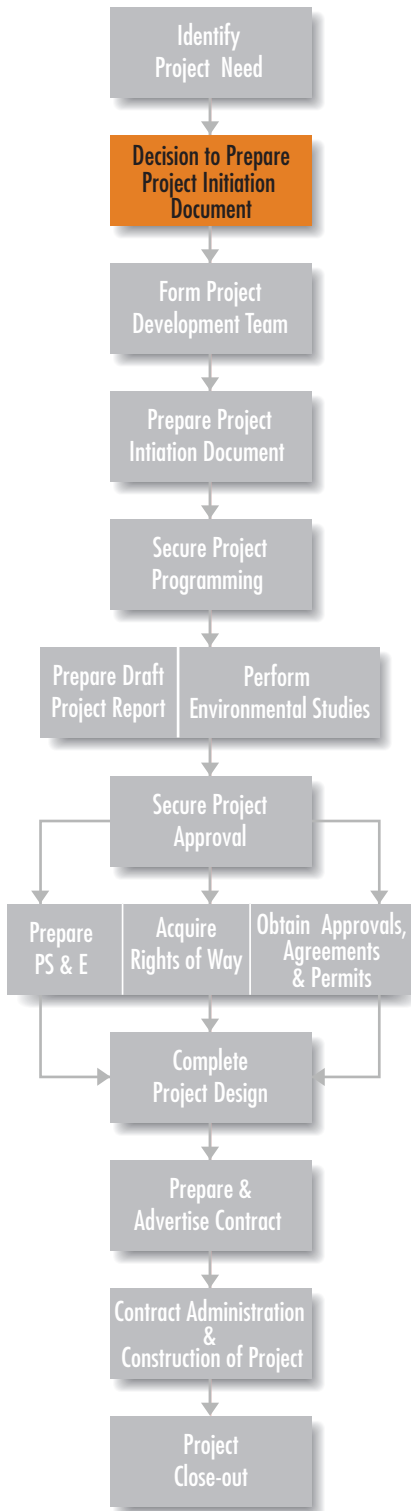 Identify
Project Need
Decision to Prepare
Project Initiation
Document
Form Project
Development Team
Prepare Project
Intiation Document
Secure Project
Programming
Prepare Draft
Project Report
Perform
Environmental Studies
Secure Project
Approval
Prepare
PS & E
Acquire
Rights of Way
Obtain Approvals,
Agreements
& Permits
Complete
Project Design
Prepare &
Advertise Contract
Contract Administration
&
Construction of Project
Project
Close-out